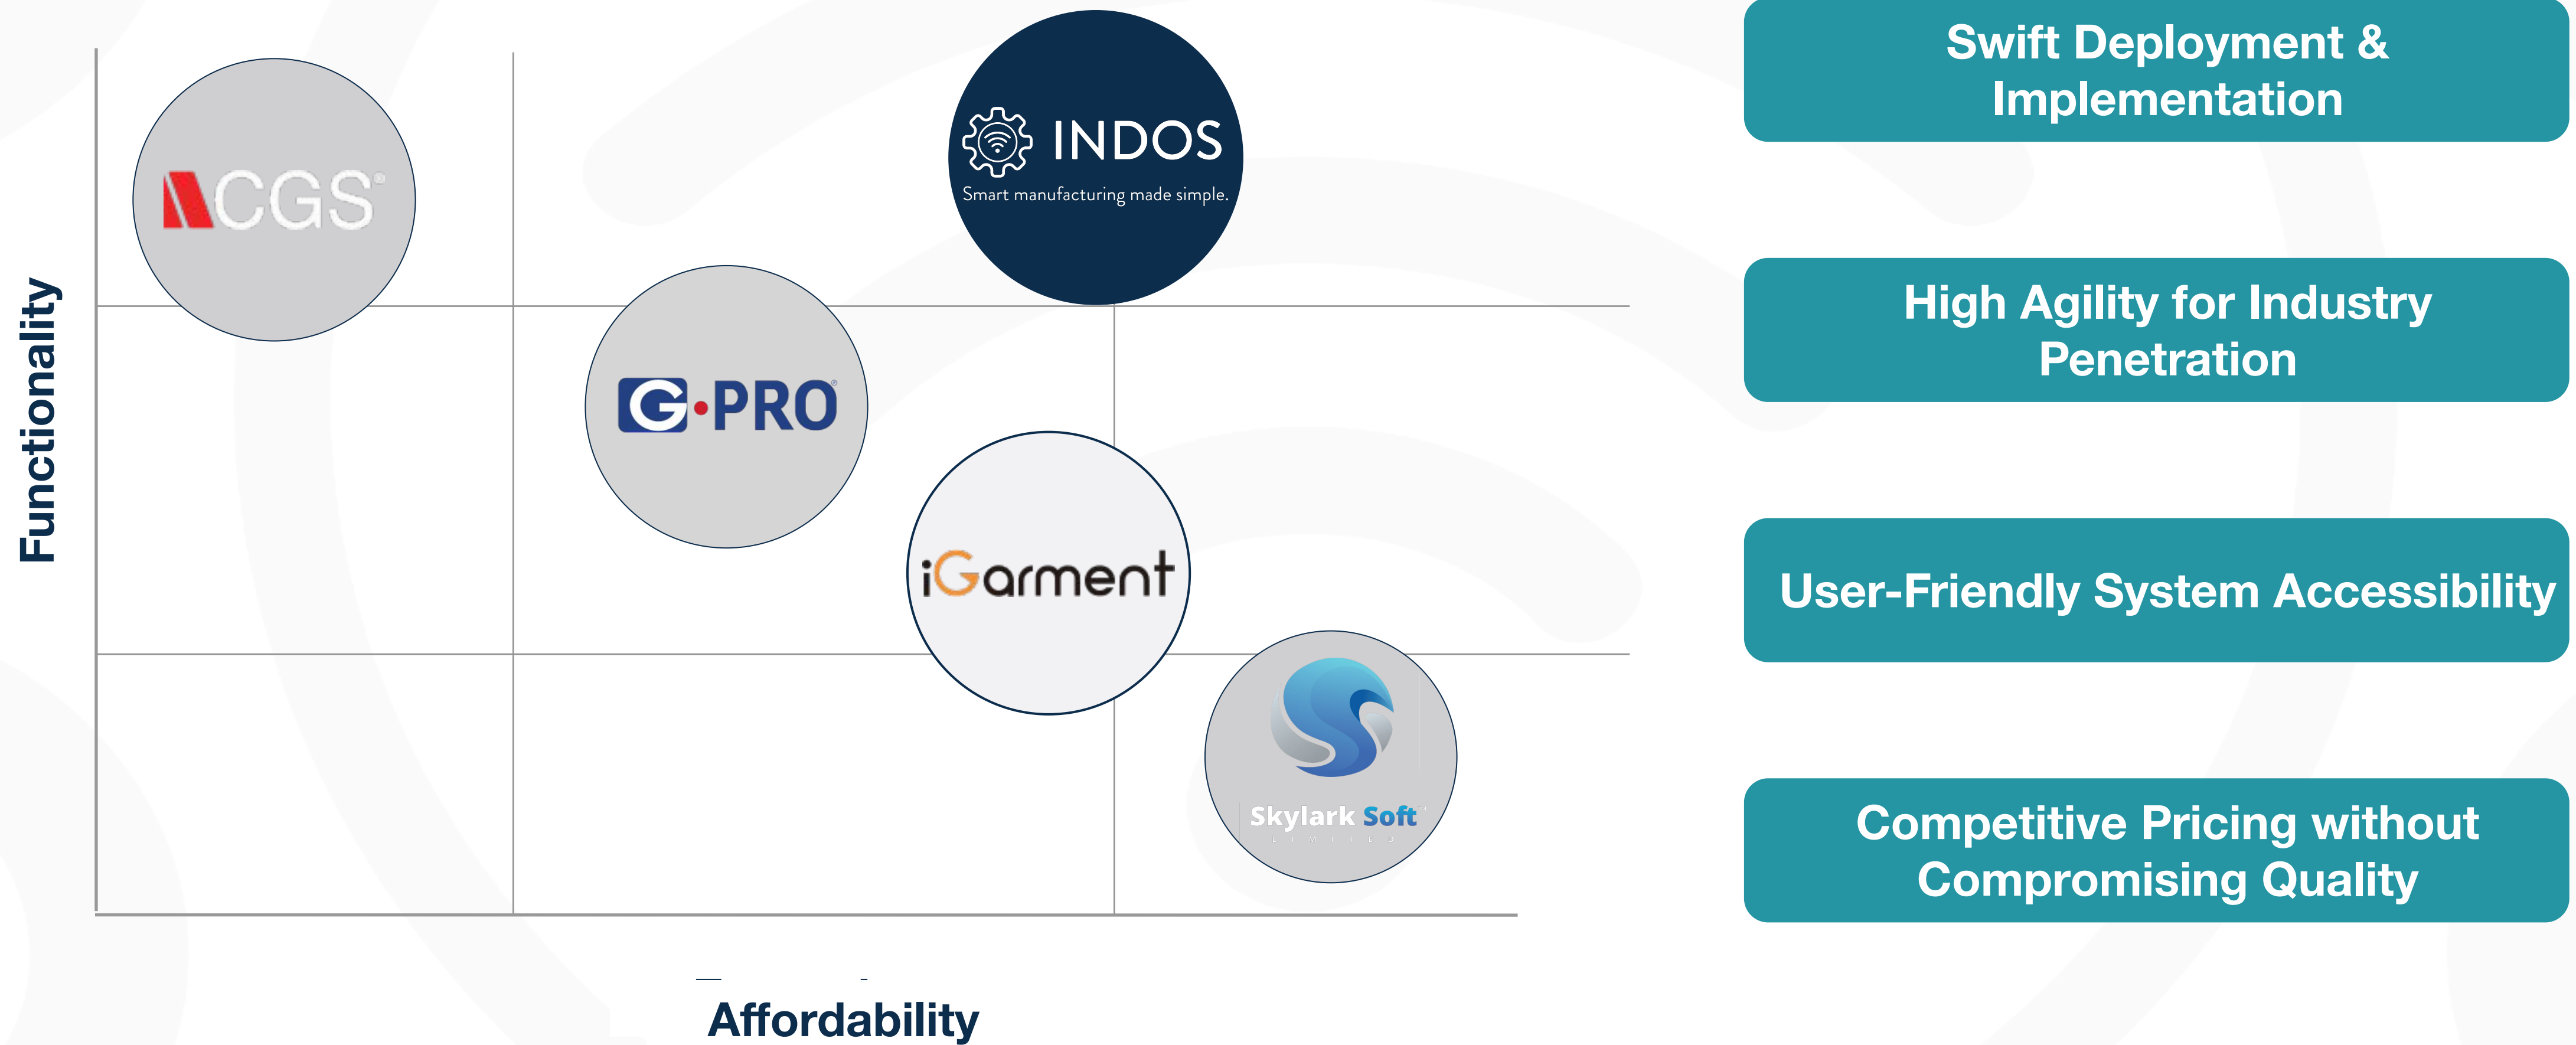 Functionality
CGS®
INDOS
Smart manufacturing made simple.
G·PRO®
iGarment
Skylark Soft
LIMITED
Affordability
Swift Deployment &
Implementation
High Agility for Industry
Penetration
User-Friendly System Accessibility
Competitive Pricing without
Compromising Quality